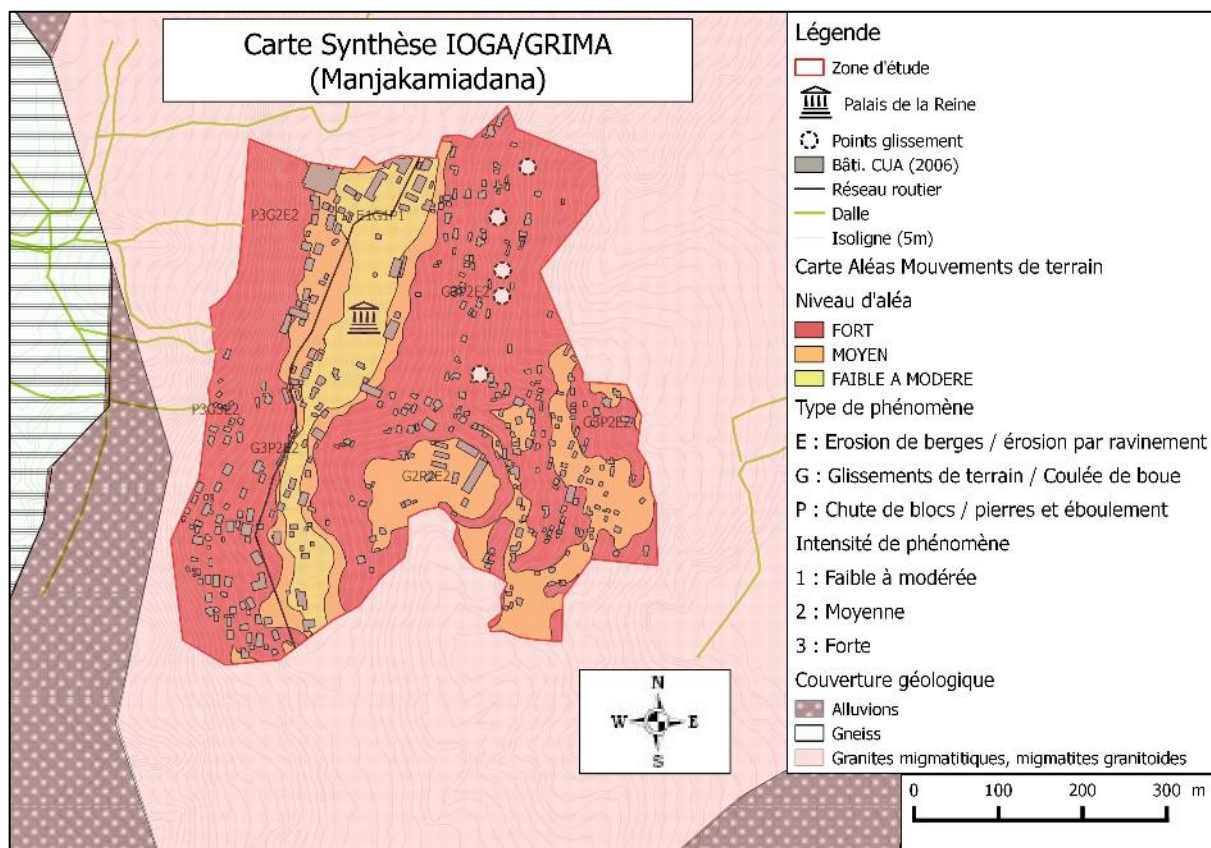 Carte Synthèse IOGA/GRIMA
(Manjakamiadana)
P3G2E2
E1G1P1
G3P2E2
P3G3E2
G3P2E2
G3P2E2
G2R2E2
N
W
E
S
Légende
Zone d'étude
Palais de la Reine
Points glissement
Bâti. CUA (2006)
Réseau routier
Dalle
Isoligne (5m)
Carte Aléas Mouvements de terrain
Niveau d'aléa
FORT
MOYEN
FAIBLE A MODERE
Type de phénomène
E : Erosion de berges / érosion par ravinement
G : Glissements de terrain / Coulée de boue
P : Chute de blocs / pierres et éboulement
Intensité de phénomène
1 : Faible à modérée
2 : Moyenne
3 : Forte
Couverture géologique
Alluvions
Gneiss
Granites migmatitiques, migmatites granitoides
0 100 200 300 m